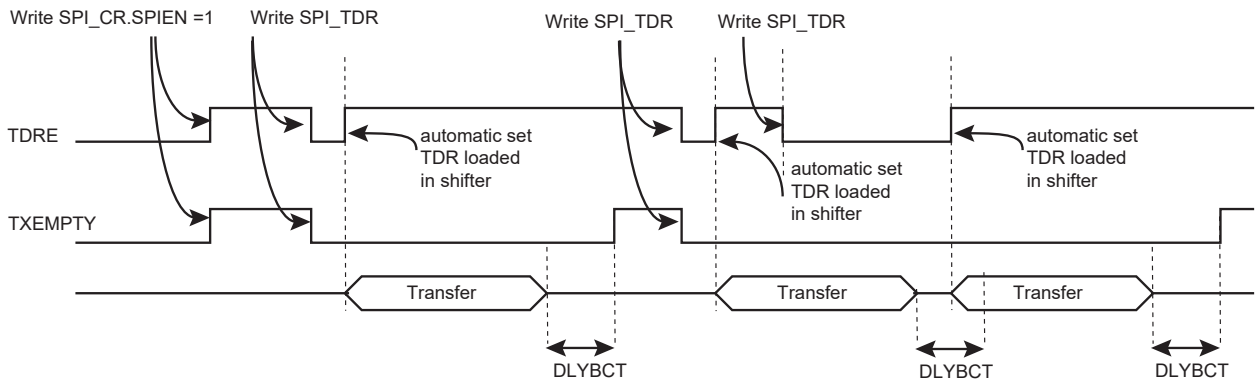 Write SPI_CR.SPIEN =1
Write SPI_TDR
Write SPI_TDR
Write SPI_TDR
TDRE
automatic set
TDR loaded
in shifter
automatic set
TDR loaded
in shifter
automatic set
TDR loaded
in shifter
TXEMPTY
Transfer
Transfer
Transfer
DLYBCT
DLYBCT
DLYBCT